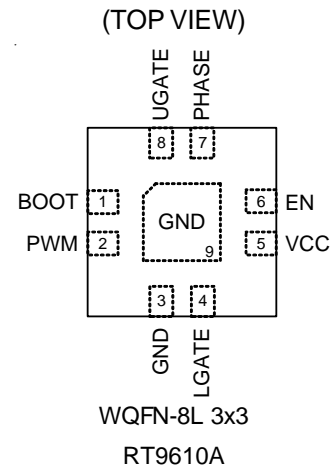 (TOP VIEW)
UGATE
PHASE
8
7
BOOT 1
6 EN
GND
PWM 2
5 VCC
9
3
4
GND
LGATE
WQFN-8L 3x3
RT9610A